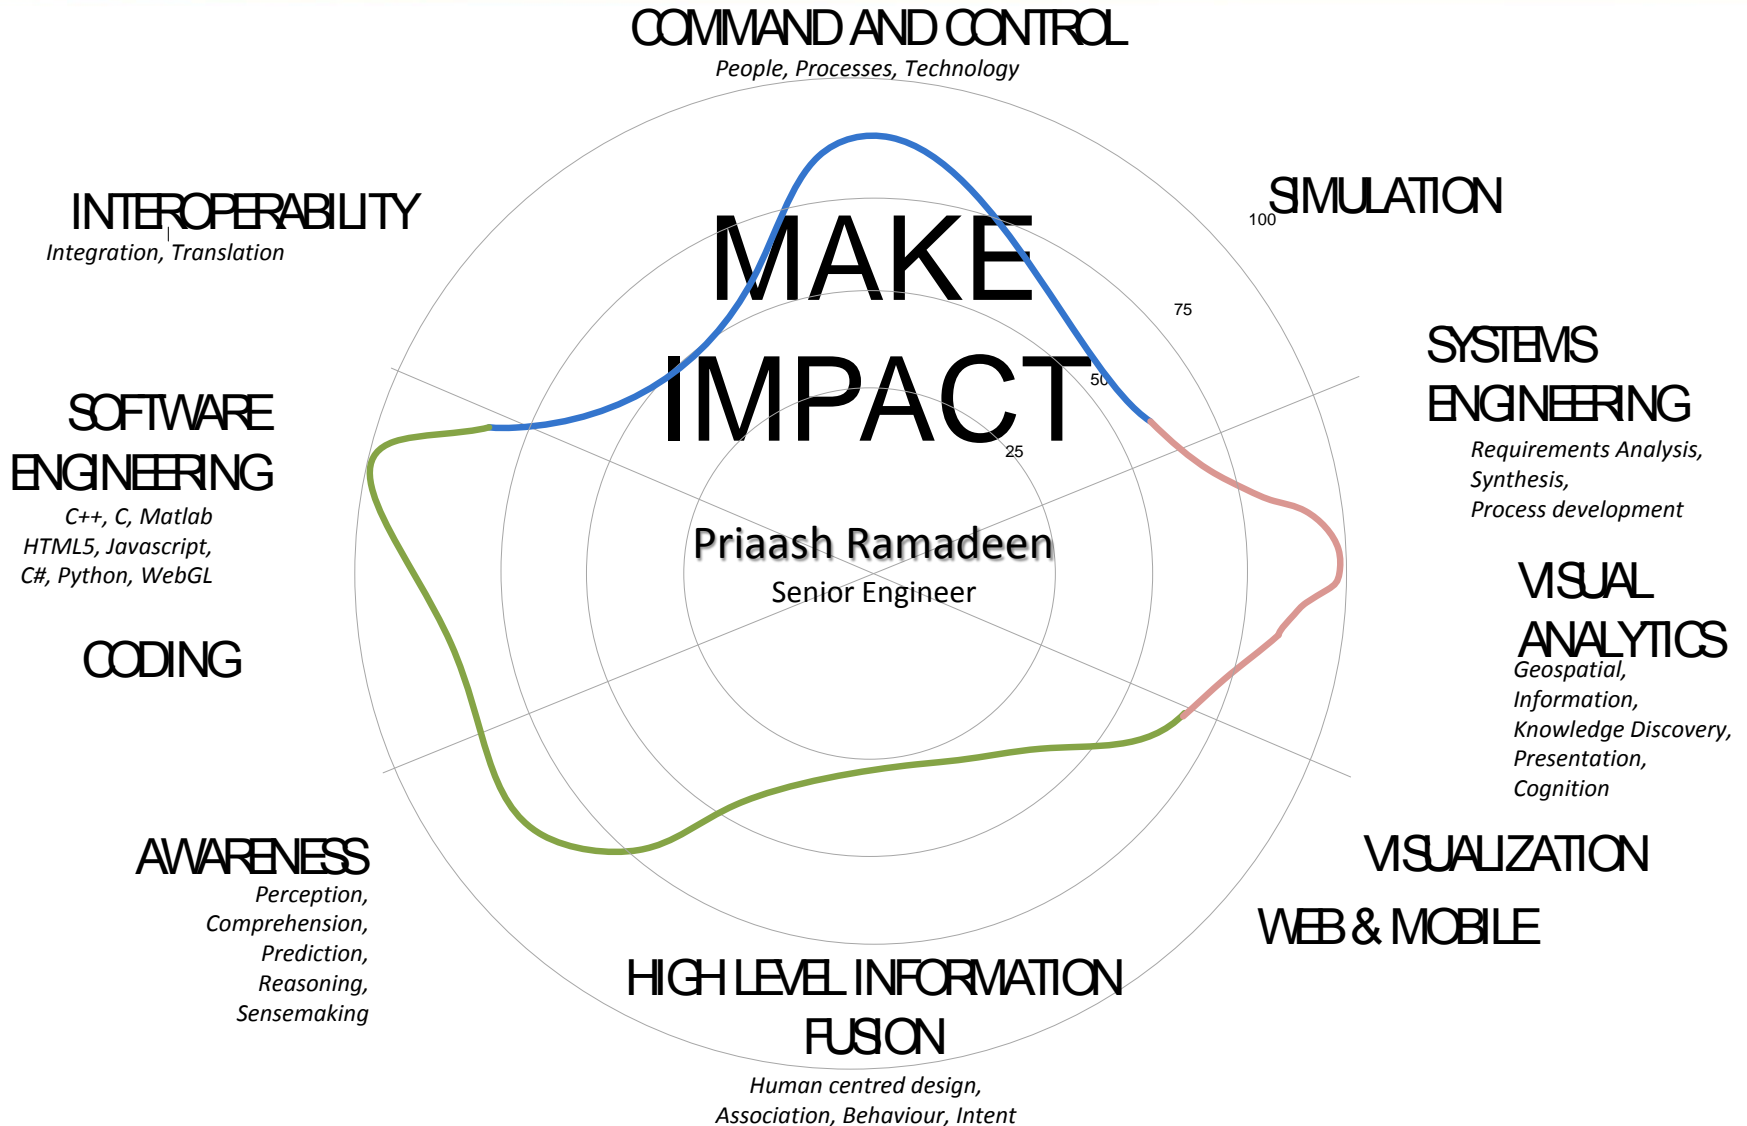 COMMAND AND CONTROL
People, Processes, Technology
INTEROPERABILITY
Integration, Translation
SIMULATION
100
75
50
25
MAKE
IMPACT
SYSTEMS
ENGINEERING
Requirements Analysis,
Synthesis,
Process development
SOFTWARE
ENGINEERING
C++, C, Matlab
HTML5, Javascript,
C#, Python, WebGL
Priaash Ramadeen
Senior Engineer
VISUAL
ANALYTICS
Geospatial,
Information,
Knowledge Discovery,
Presentation,
Cognition
CODING
AWARENESS
Perception,
Comprehension,
Prediction,
Reasoning,
Sensemaking
VISUALIZATION
WEB & MOBILE
HIGH LEVEL INFORMATION
FUSION
Human centred design,
Association, Behaviour, Intent